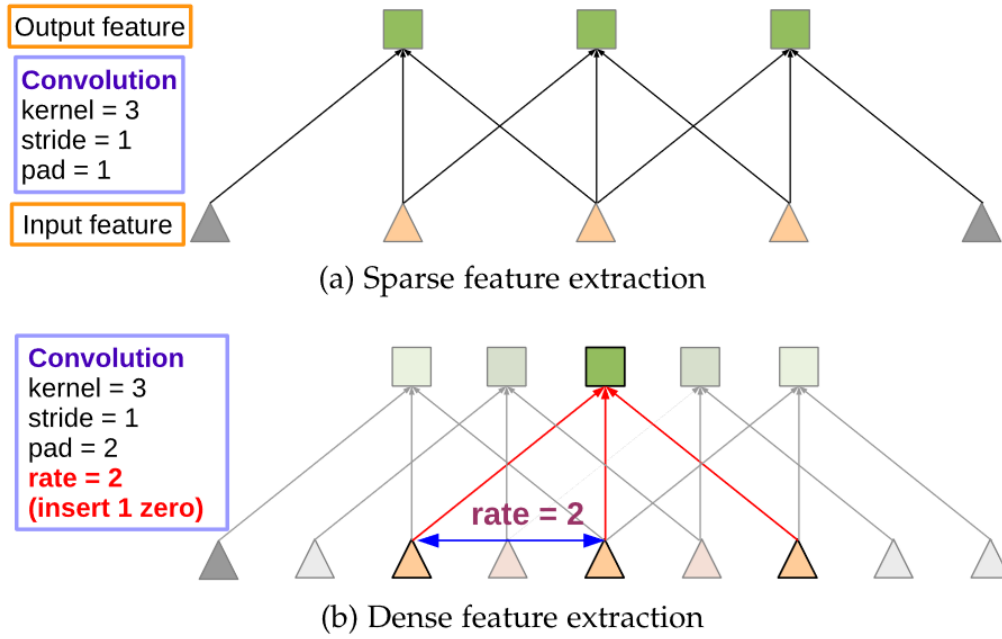 Output feature
Convolution
kernel = 3
stride = 1
pad = 1
Input feature
(a) Sparse feature extraction
Convolution
kernel = 3
stride = 1
pad = 2
rate = 2
(insert 1 zero)
rate = 2
(b) Dense feature extraction